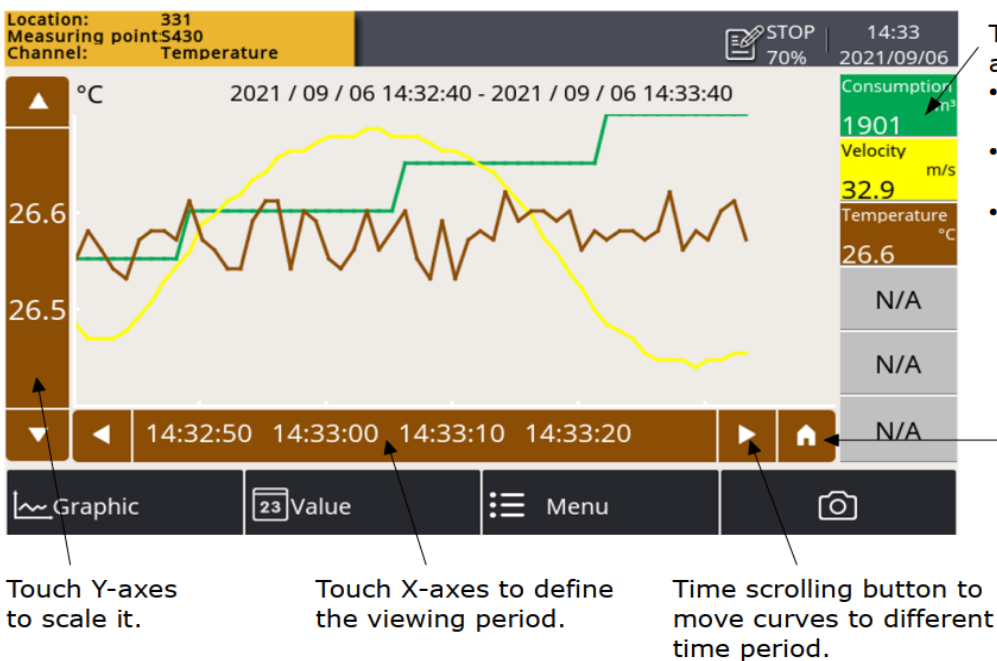 Location: 331
Measuring point:S430
Channel: Temperature
STOP
70%
14:33
2021/09/06
°C
2021 / 09 / 06 14:32:40 - 2021 / 09 / 06 14:33:40
26.6
26.5
Consumption
m³
1901
Velocity
m/s
32.9
Temperature
°C
26.6
N/A
N/A
N/A
14:32:50 14:33:00 14:33:10 14:33:20
Graphic
23 Value
Menu
Touch Y-axes
to scale it.
Touch X-axes to define
the viewing period.
Time scrolling button to
move curves to different
time period.